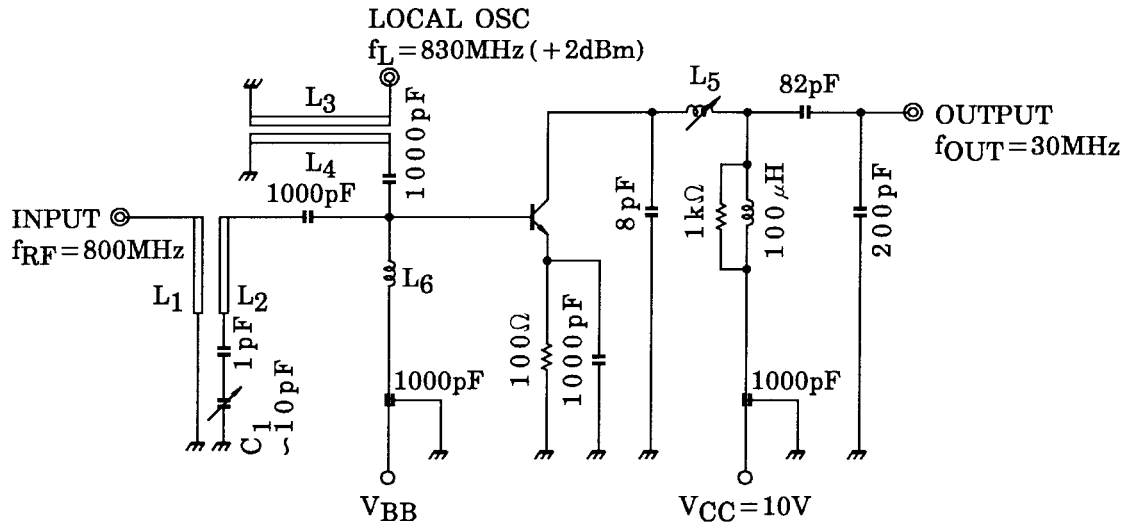 LOCAL OSC
fL=830MHz(+2dBm)
L3
L4
1000pF
1000pF
INPUT
fRF=800MHz
L1
L2
1pF
C1
~10pF
L6
1000pF
VBB
100Ω
1000pF
8pF
L5
82pF
1kΩ
100μH
200pF
OUTPUT
fOUT=30MHz
1000pF
VCC=10V